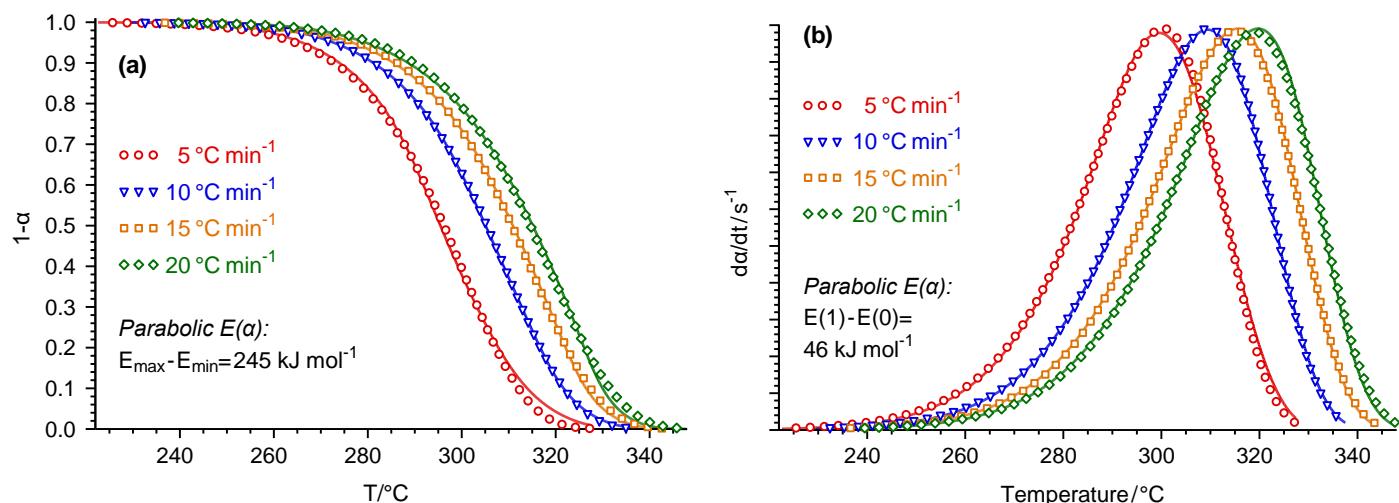 (a)
1.0
0.9
0.8
0.7
0.6
0.5
0.4
0.3
0.2
0.1
0.0
1-α
5 °C min⁻¹
10 °C min⁻¹
15 °C min⁻¹
20 °C min⁻¹
Parabolic E(α):
Eₘₐₓ-Eₘᵢₙ=245 kJ mol⁻¹
240 260 280 300 320 340
T/°C
(b)
dα/dt/s⁻¹
5 °C min⁻¹
10 °C min⁻¹
15 °C min⁻¹
20 °C min⁻¹
Parabolic E(α):
E(1)-E(0)=
46 kJ mol⁻¹
240 260 280 300 320 340
Temperature/°C